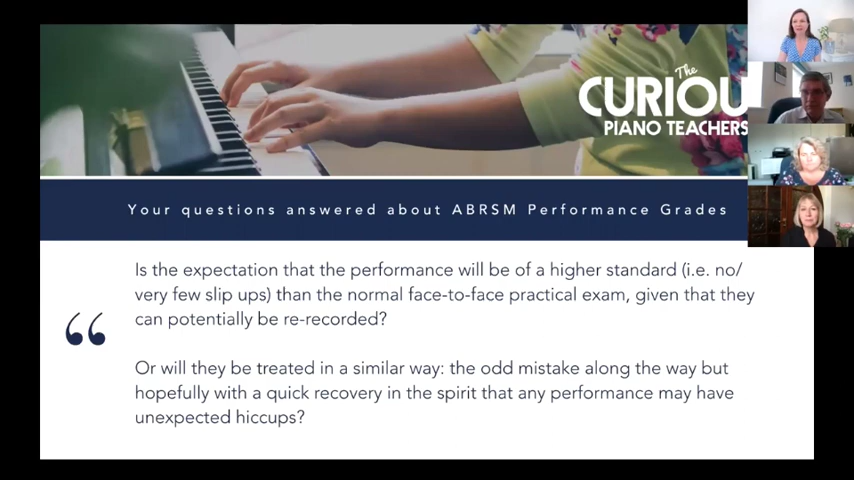 The
CURIOU
PIANO TEACHERS
Your questions answered about ABRSM Performance Grades
Is the expectation that the performance will be of a higher standard (i.e. no/
very few slip ups) than the normal face-to-face practical exam, given that they
can potentially be re-recorded?
Or will they be treated in a similar way: the odd mistake along the way but
hopefully with a quick recovery in the spirit that any performance may have
unexpected hiccups?